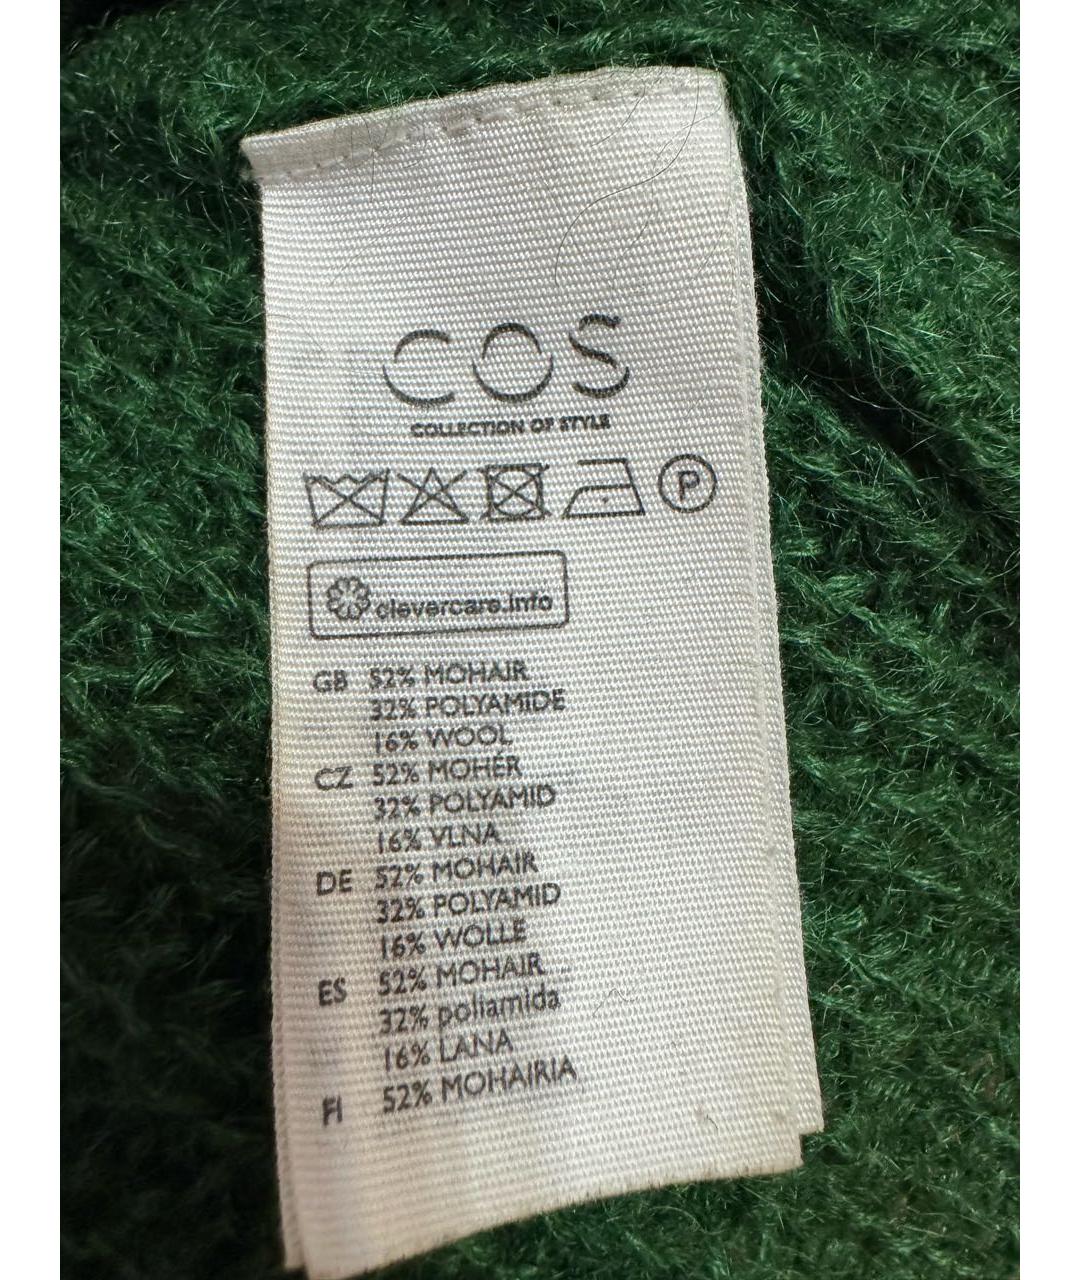 COS
COLLECTION OF STYLE
P
clevercare.info
GB 52% MOHAIR
32% POLYAMIDE
16% WOOL
CZ 52% MOHÉR
32% POLYAMID
16% VLNA
DE 52% MOHAIR
32% POLYAMID
16% WOLLE
ES 52% MOHAIR
32% poliamida
16% LANA
FI 52% MOHAIRIA